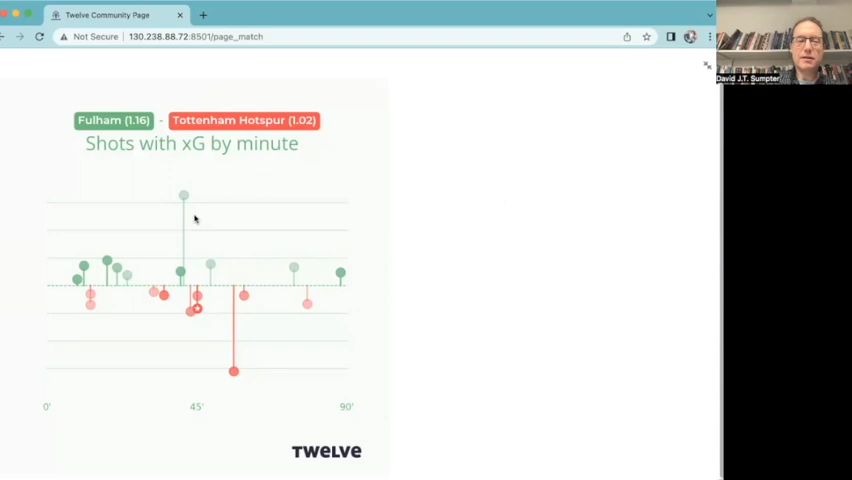 Twelve Community Page
Not Secure
130.238.88.72:8501/page_match
David J.T. Sumpter
Fulham (1.16) - Tottenham Hotspur (1.02)
Shots with xG by minute
0'
45'
90'
TWELVE